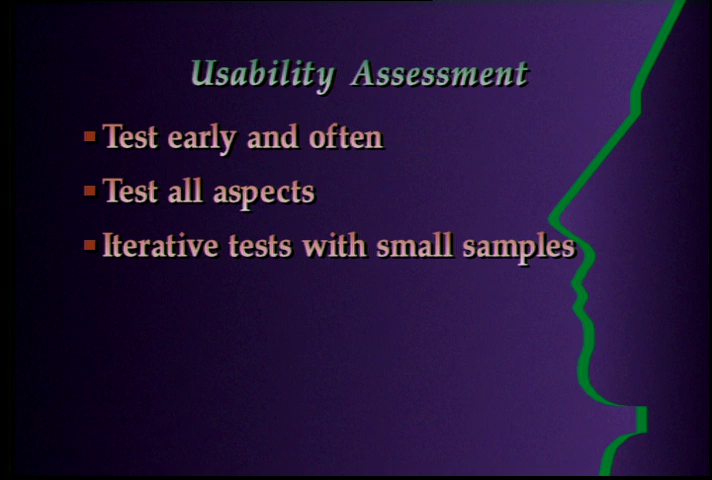 Usability Assessment
Test early and often
Test all aspects
Iterative tests with small samples